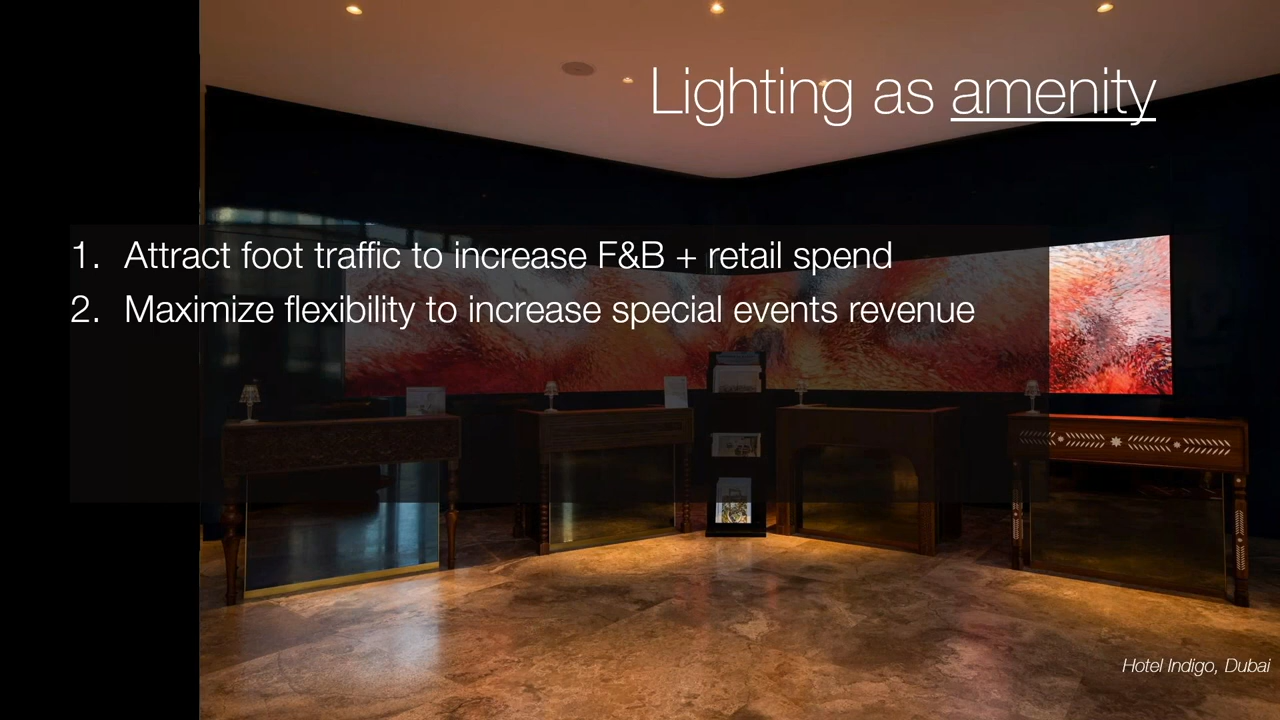 Lighting as amenity
1. Attract foot traffic to increase F&B + retail spend
2. Maximize flexibility to increase special events revenue
Hotel Indigo, Dubai